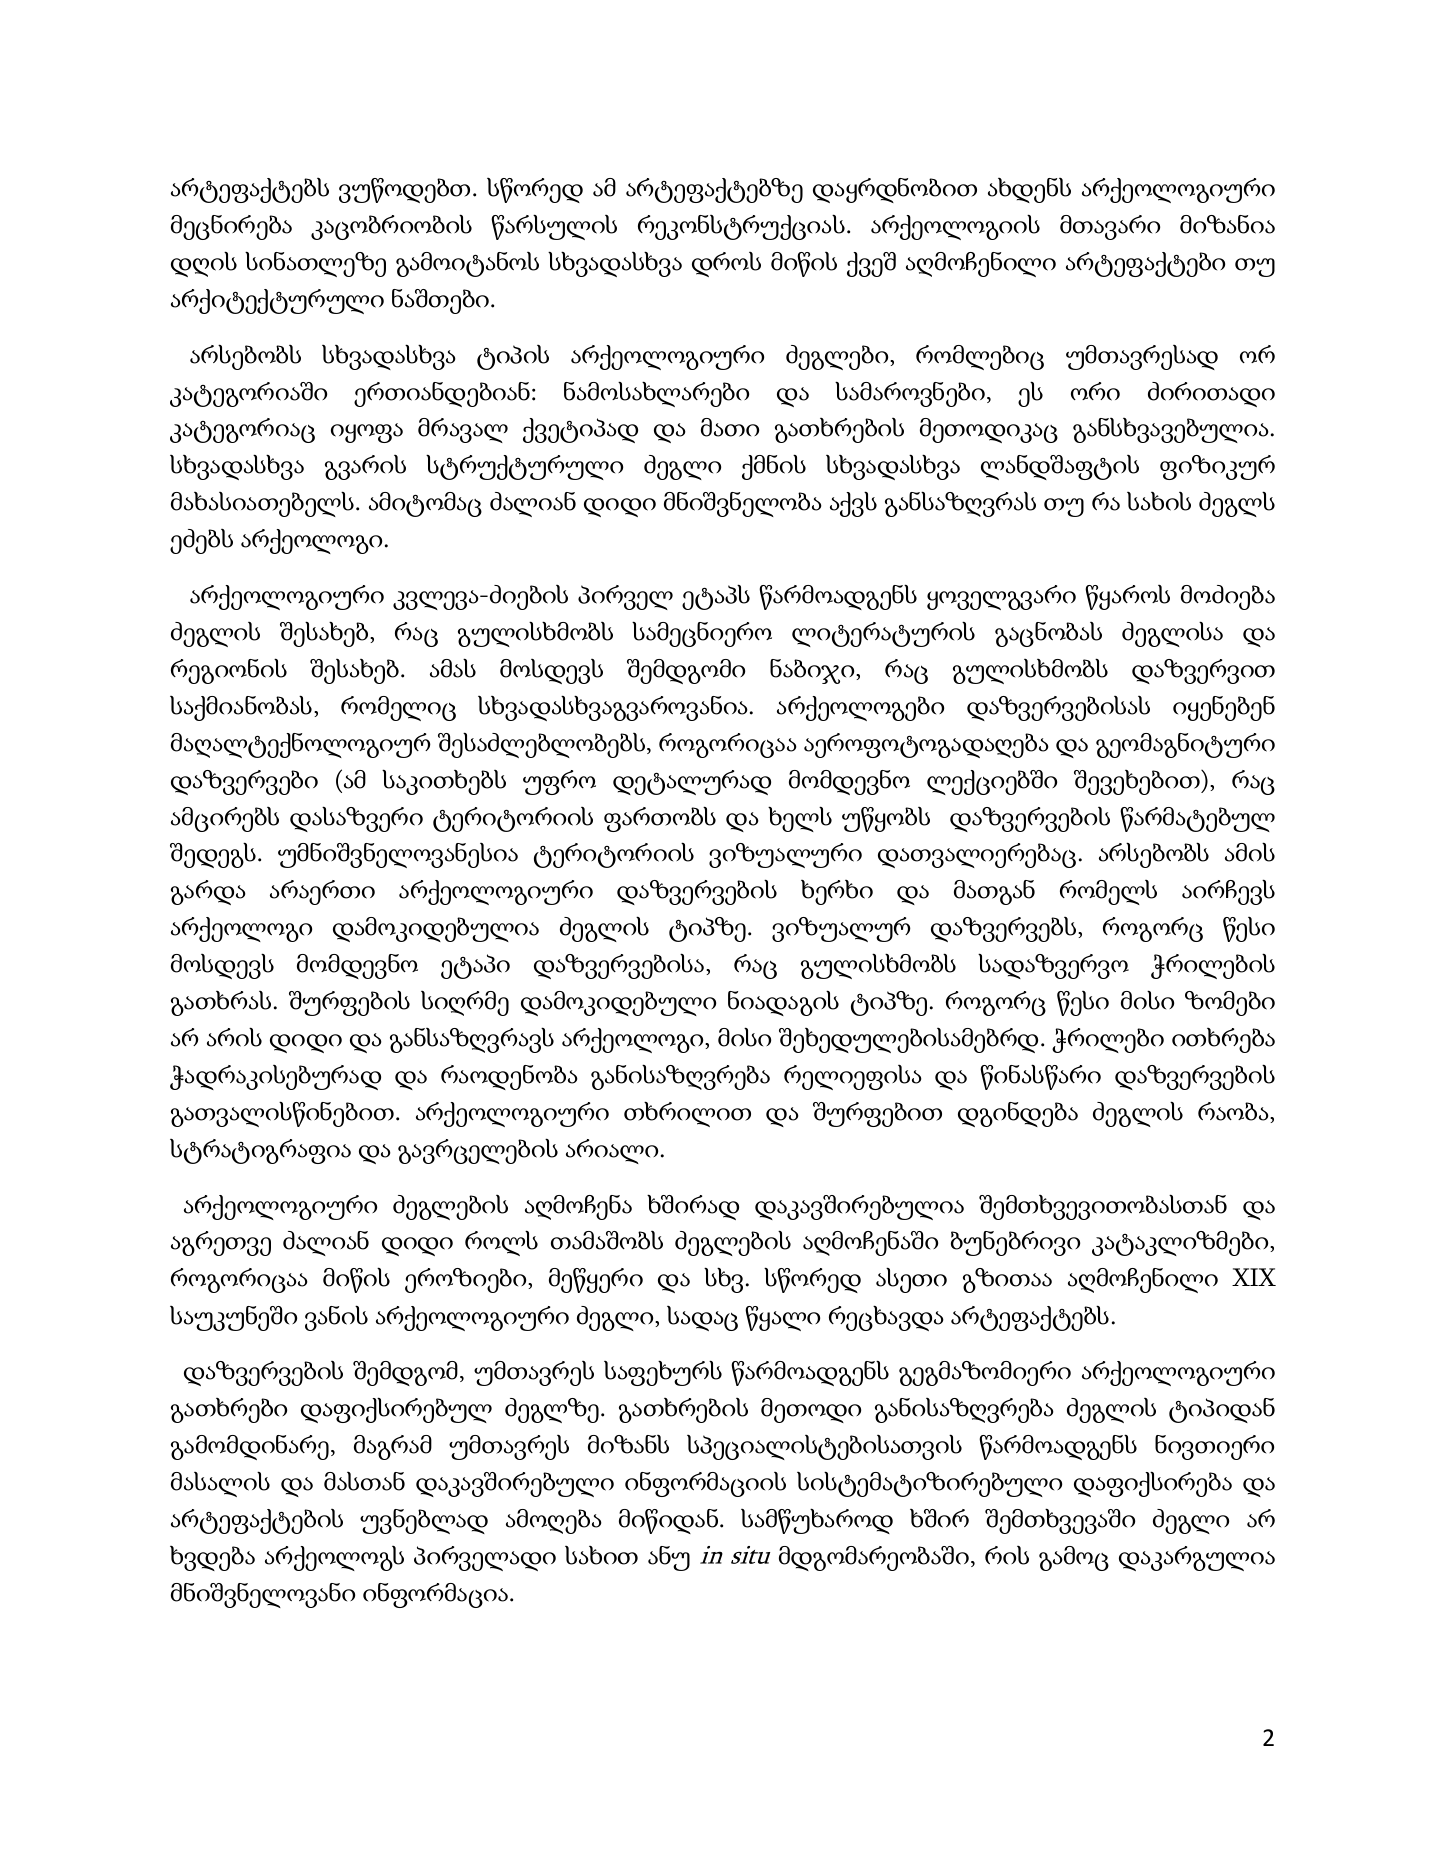 არტეფაქტებს ვუწოდებთ. სწორედ ამ არტეფაქტებზე დაყრდნობით ახდენს არქეოლოგიური
მეცნირება კაცობრიობის წარსულის რეკონსტრუქციას. არქეოლოგიის მთავარი მიზანია
დღის სინათლეზე გამოიტანოს სხვადასხვა დროს მიწის ქვეშ აღმოჩენილი არტეფაქტები თუ
არქიტექტურული ნაშთები.
არსებობს სხვადასხვა ტიპის არქეოლოგიური ძეგლები, რომლებიც უმთავრესად ორ
კატეგორიაში ერთიანდებიან: ნამოსახლარები და სამაროვნები, ეს ორი ძირითადი
კატეგორიაც იყოფა მრავალ ქვეტიპად და მათი გათხრების მეთოდიკაც განსხვავებულია.
სხვადასხვა გვარის სტრუქტურული ძეგლი ქმნის სხვადასხვა ლანდშაფტის ფიზიკურ
მახასიათებელს. ამიტომაც ძალიან დიდი მნიშვნელობა აქვს განსაზღვრას თუ რა სახის ძეგლს
ეძებს არქეოლოგი.
არქეოლოგიური კვლევა-ძიების პირველ ეტაპს წარმოადგენს ყოველგვარი წყაროს მოძიება
ძეგლის შესახებ, რაც გულისხმობს სამეცნიერო ლიტერატურის გაცნობას ძეგლისა და
რეგიონის შესახებ. ამას მოსდევს შემდგომი ნაბიჯი, რაც გულისხმობს დაზვერვით
საქმიანობას, რომელიც სხვადასხვაგვაროვანია. არქეოლოგები დაზვერვებისას იყენებენ
მაღალტექნოლოგიურ შესაძლებლობებს, როგორიცაა აეროფოტოგადაღება და გეომაგნიტური
დაზვერვები (ამ საკითხებს უფრო დეტალურად მომდევნო ლექციებში შევეხებით), რაც
ამცირებს დასაზვერი ტერიტორიის ფართობს და ხელს უწყობს დაზვერვების წარმატებულ
შედეგს. უმნიშვნელოვანესია ტერიტორიის ვიზუალური დათვალიერებაც. არსებობს ამის
გარდა არაერთი არქეოლოგიური დაზვერვების ხერხი და მათგან რომელს აირჩევს
არქეოლოგი დამოკიდებულია ძეგლის ტიპზე. ვიზუალურ დაზვერვებს, როგორც წესი
მოსდევს მომდევნო ეტაპი დაზვერვებისა, რაც გულისხმობს სადაზვერვო ჭრილების
გათხრას. შურფების სიღრმე დამოკიდებული ნიადაგის ტიპზე. როგორც წესი მისი ზომები
არ არის დიდი და განსაზღვრავს არქეოლოგი, მისი შეხედულებისამებრდ. ჭრილები ითხრება
ჭადრაკისებურად და რაოდენობა განისაზღვრება რელიეფისა და წინასწარი დაზვერვების
გათვალისწინებით. არქეოლოგიური თხრილით და შურფებით დგინდება ძეგლის რაობა,
სტრატიგრაფია და გავრცელების არიალი.
არქეოლოგიური ძეგლების აღმოჩენა ხშირად დაკავშირებულია შემთხვევითობასთან და
აგრეთვე ძალიან დიდი როლს თამაშობს ძეგლების აღმოჩენაში ბუნებრივი კატაკლიზმები,
როგორიცაა მიწის ეროზიები, მეწყერი და სხვ. სწორედ ასეთი გზითაა აღმოჩენილი XIX
საუკუნეში ვანის არქეოლოგიური ძეგლი, სადაც წყალი რეცხავდა არტეფაქტებს.
დაზვერვების შემდგომ, უმთავრეს საფეხურს წარმოადგენს გეგმაზომიერი არქეოლოგიური
გათხრები დაფიქსირებულ ძეგლზე. გათხრების მეთოდი განისაზღვრება ძეგლის ტიპიდან
გამომდინარე, მაგრამ უმთავრეს მიზანს სპეციალისტებისათვის წარმოადგენს ნივთიერი
მასალის და მასთან დაკავშირებული ინფორმაციის სისტემატიზირებული დაფიქსირება და
არტეფაქტების უვნებლად ამოღება მიწიდან. სამწუხაროდ ხშირ შემთხვევაში ძეგლი არ
ხვდება არქეოლოგს პირველადი სახით ანუ in situ მდგომარეობაში, რის გამოც დაკარგულია
მნიშვნელოვანი ინფორმაცია.
2